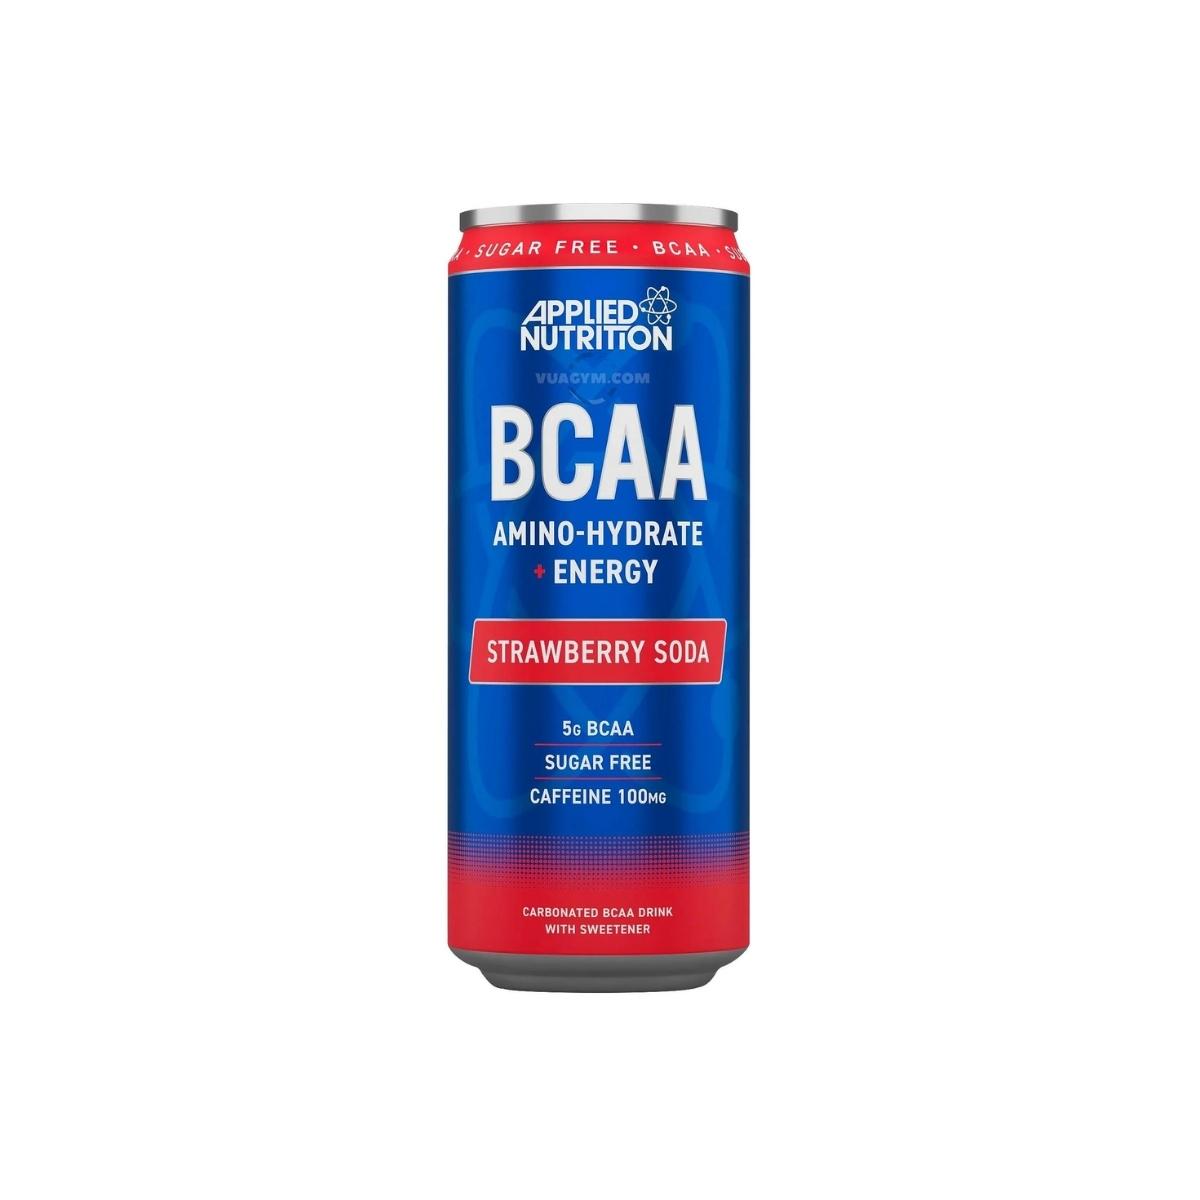 · SUGAR FREE · BCAA ·
APPLIED
NUTRITION
VUAGYM.COM
BCAA
AMINO-HYDRATE
+ ENERGY
STRAWBERRY SODA
5G BCAA
SUGAR FREE
CAFFEINE 100MG
CARBONATED BCAA DRINK
WITH SWEETENER